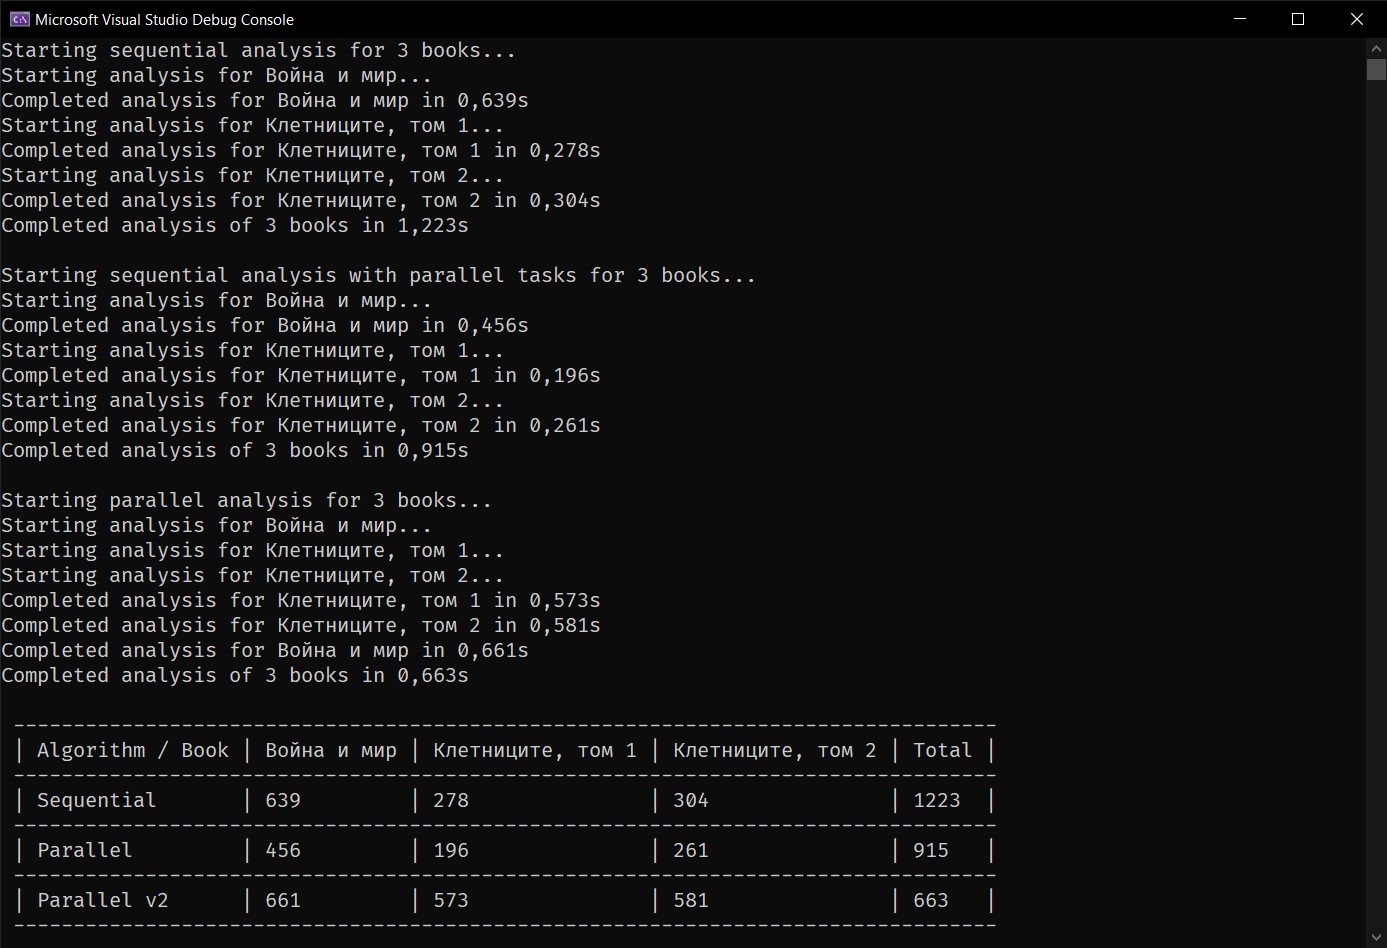 Microsoft Visual Studio Debug Console
Starting sequential analysis for 3 books...
Starting analysis for Война и мир...
Completed analysis for Война и мир in 0,639s
Starting analysis for Клетниците, том 1...
Completed analysis for Клетниците, том 1 in 0,278s
Starting analysis for Клетниците, том 2...
Completed analysis for Клетниците, том 2 in 0,304s
Completed analysis of 3 books in 1,223s

Starting sequential analysis with parallel tasks for 3 books...
Starting analysis for Война и мир...
Completed analysis for Война и мир in 0,456s
Starting analysis for Клетниците, том 1...
Completed analysis for Клетниците, том 1 in 0,196s
Starting analysis for Клетниците, том 2...
Completed analysis for Клетниците, том 2 in 0,261s
Completed analysis of 3 books in 0,915s

Starting parallel analysis for 3 books...
Starting analysis for Война и мир...
Starting analysis for Клетниците, том 1...
Starting analysis for Клетниците, том 2...
Completed analysis for Клетниците, том 1 in 0,573s
Completed analysis for Клетниците, том 2 in 0,581s
Completed analysis for Война и мир in 0,661s
Completed analysis of 3 books in 0,663s

| Algorithm / Book | Война и мир | Клетниците, том 1 | Клетниците, том 2 | Total |
| Sequential | 639 | 278 | 304 | 1223 |
| Parallel | 456 | 196 | 261 | 915 |
| Parallel v2 | 661 | 573 | 581 | 663 |